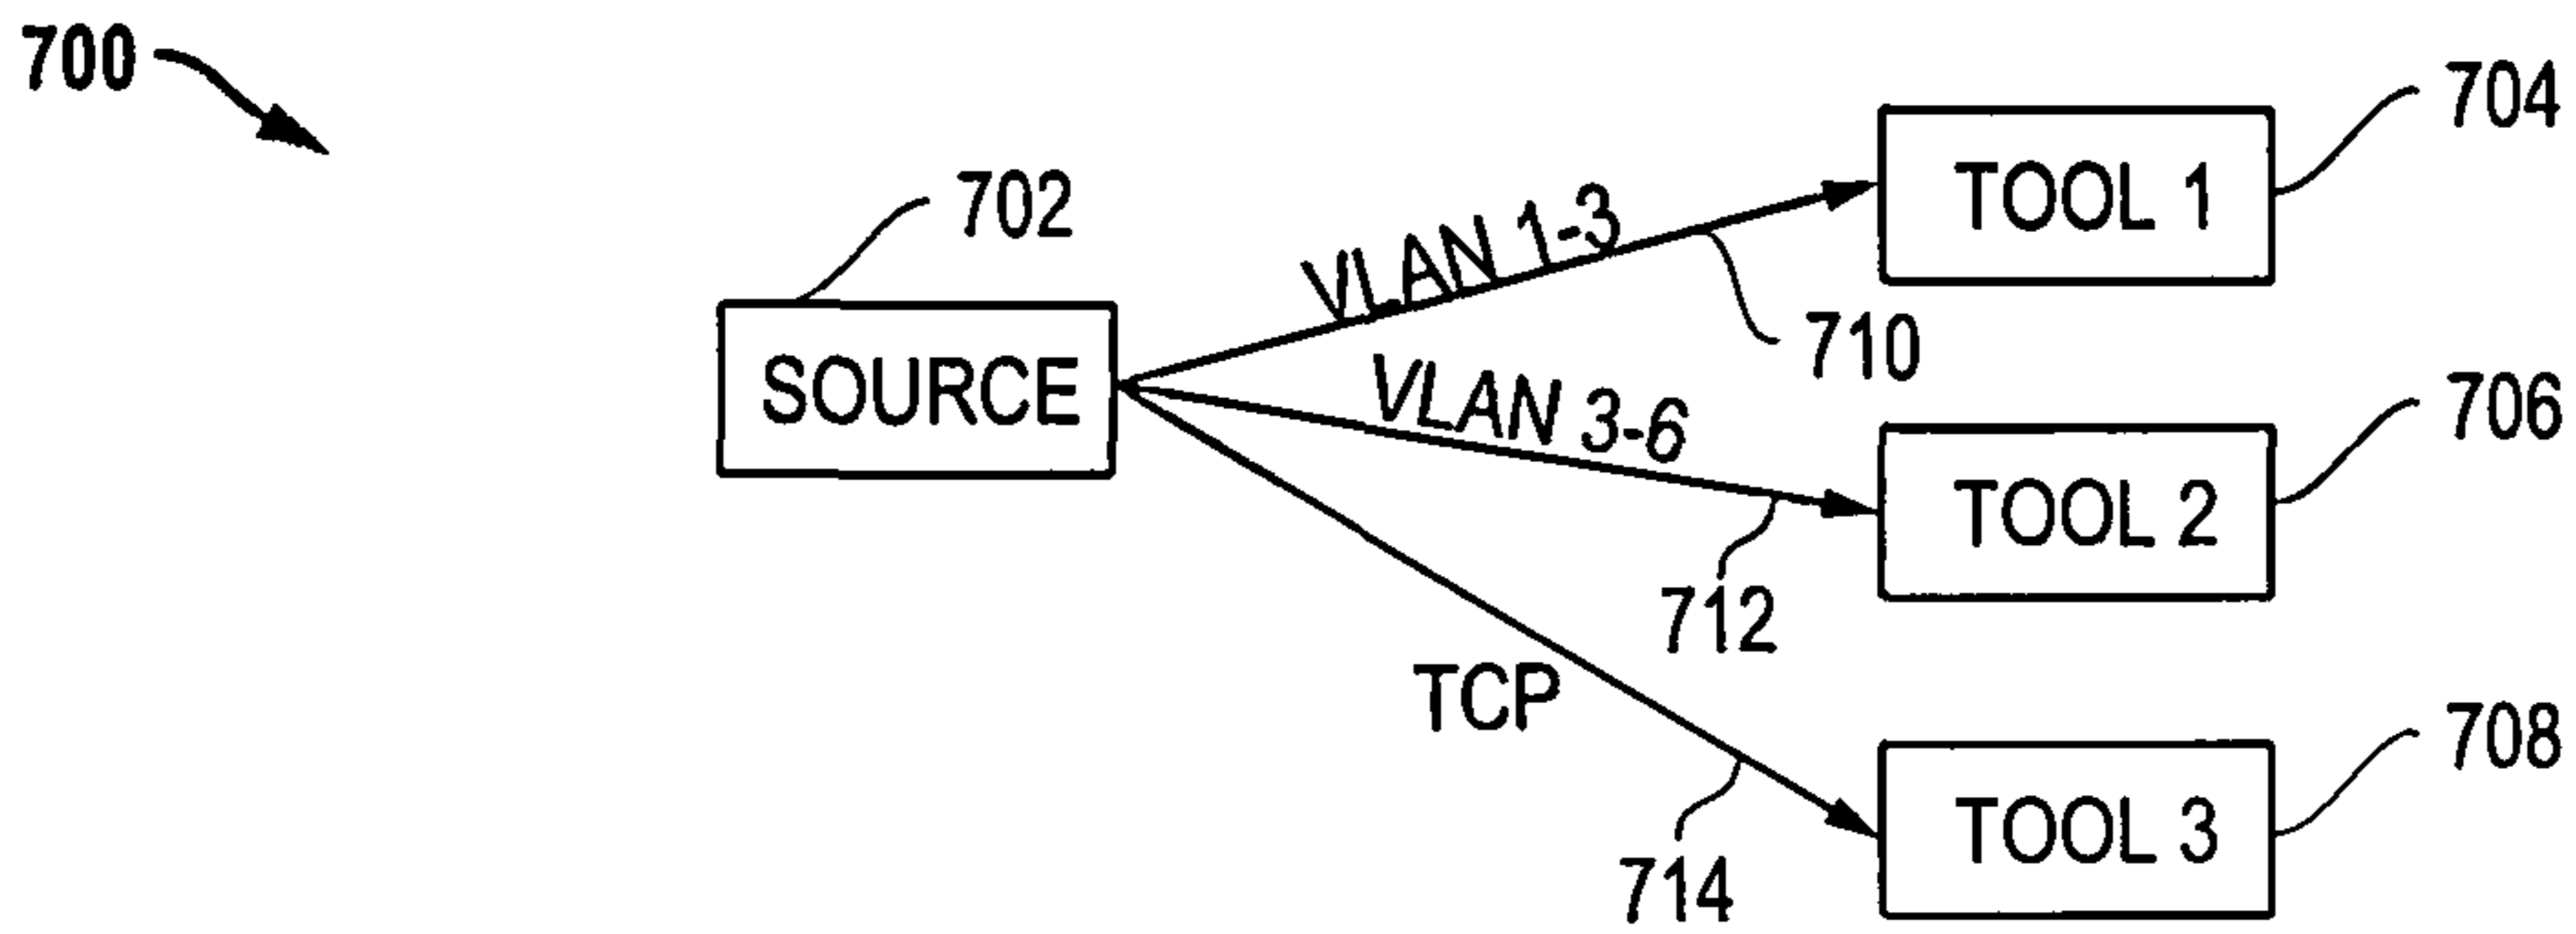 700
704
TOOL 1
702
VLAN 1-3
710
SOURCE
VLAN 3-6
706
TOOL 2
712
TCP
708
TOOL 3
714